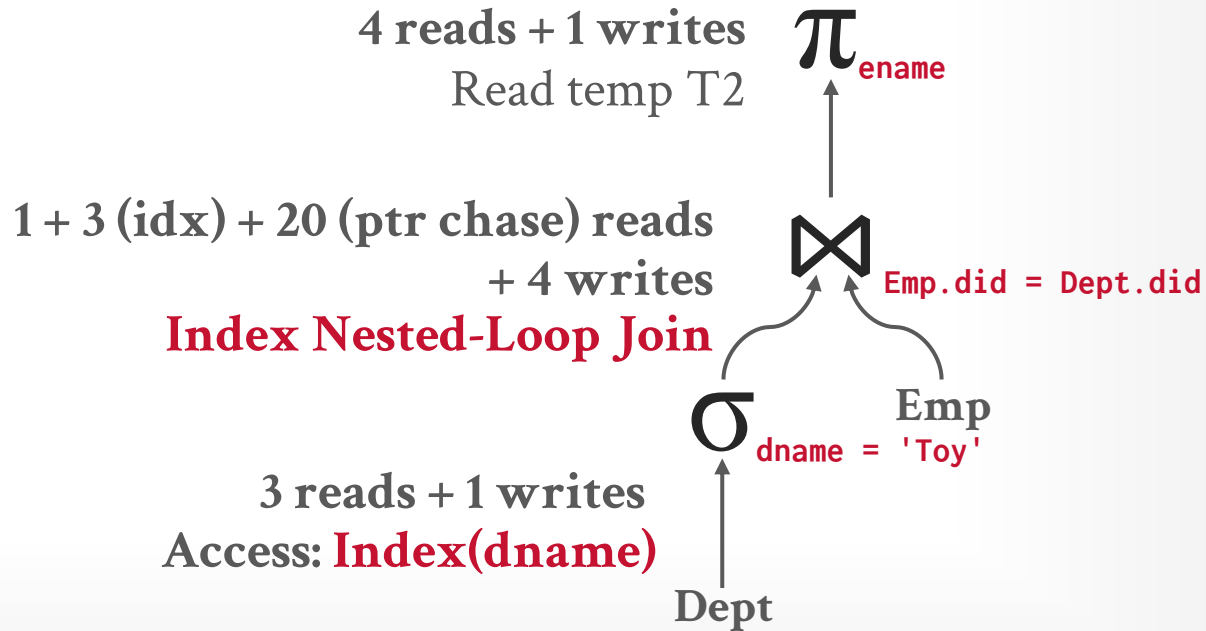 4 reads + 1 writes
π ename
Read temp T2
1 + 3 (idx) + 20 (ptr chase) reads
+ 4 writes
⋈ Emp.did = Dept.did
Index Nested-Loop Join
Emp
σ dname = 'Toy'
3 reads + 1 writes
Access: Index(dname)
Dept